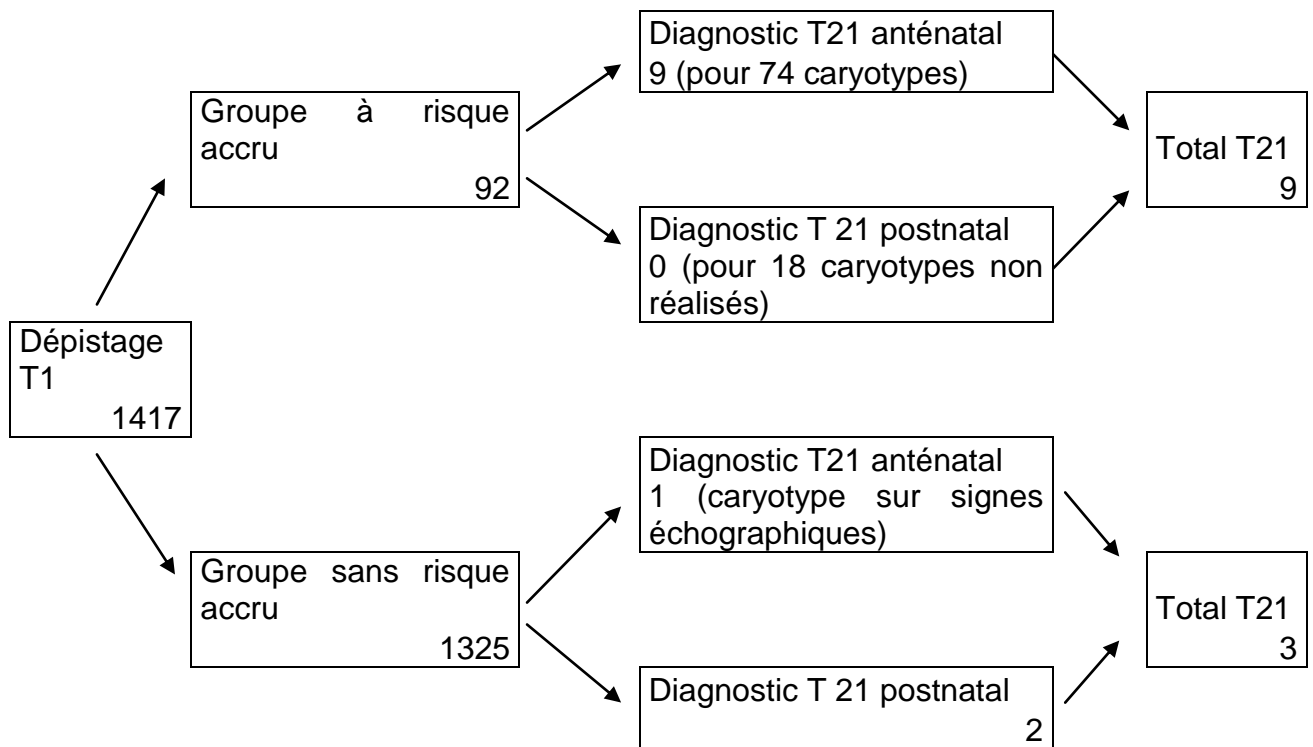 Diagnostic T21 anténatal
9 (pour 74 caryotypes)
Groupe à risque
accru
92
Total T21
9
Diagnostic T 21 postnatal
0 (pour 18 caryotypes non
réalisés)
Dépistage
T1
1417
Diagnostic T21 anténatal
1 (caryotype sur signes
échographiques)
Groupe sans risque
accru
1325
Total T21
3
Diagnostic T 21 postnatal
2